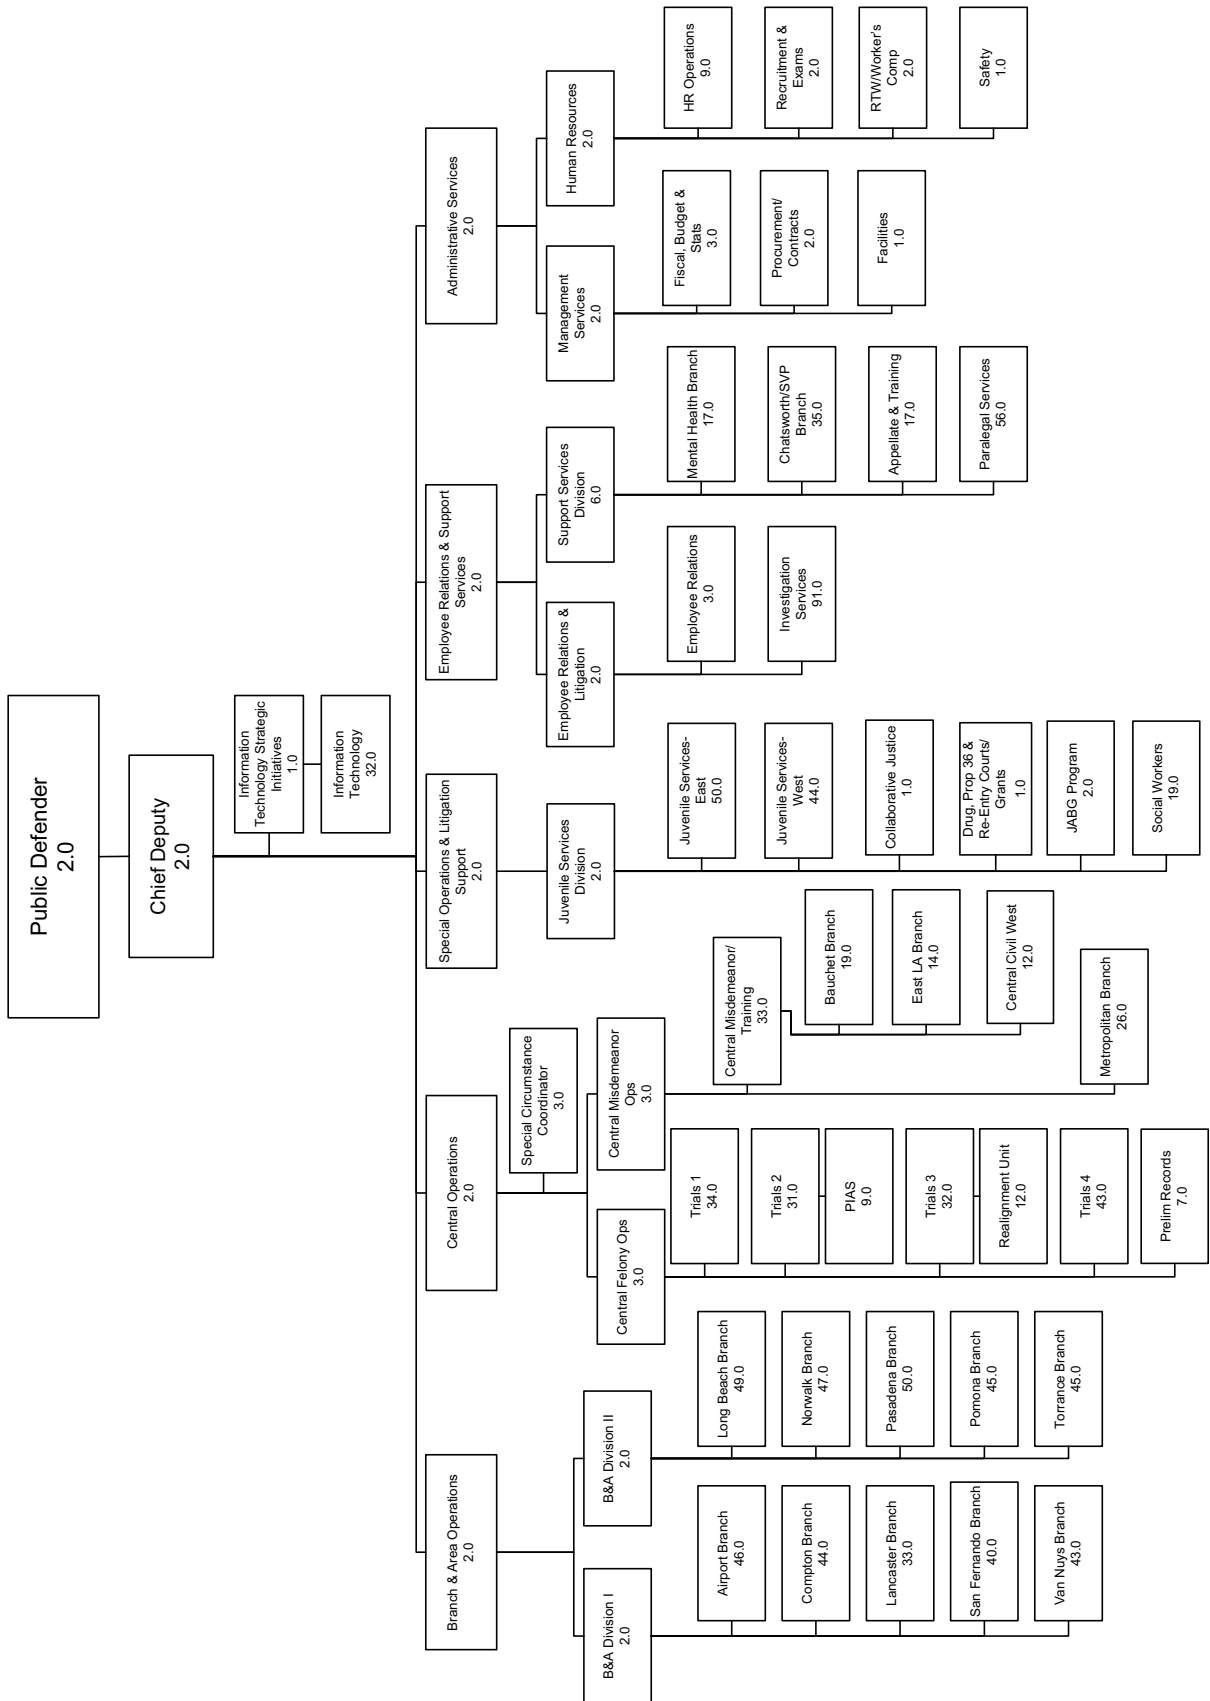 Public Defender
2.0
Chief Deputy
2.0
Information
Technology Strategic
Initiatives
1.0
Information
Technology
32.0
Branch & Area Operations
2.0
B&A Division I
2.0
Airport Branch
46.0
Compton Branch
44.0
Lancaster Branch
33.0
San Fernando Branch
40.0
Van Nuys Branch
43.0
B&A Division II
2.0
Long Beach Branch
49.0
Norwalk Branch
47.0
Pasadena Branch
50.0
Pomona Branch
45.0
Torrance Branch
45.0
Central Operations
2.0
Special Circumstance
Coordinator
3.0
Central Felony Ops
3.0
Trials 1
34.0
Trials 2
31.0
PIAS
9.0
Trials 3
32.0
Realignment Unit
12.0
Trials 4
43.0
Prelim Records
7.0
Central Misdemeanor
Ops
3.0
Central Misdemeanor/
Training
33.0
Bauchet Branch
19.0
East LA Branch
14.0
Central Civil West
12.0
Metropolitan Branch
26.0
Special Operations & Litigation
Support
2.0
Juvenile Services
Division
2.0
Juvenile Services-
East
50.0
Juvenile Services-
West
44.0
Collaborative Justice
1.0
Drug, Prop 36 &
Re-Entry Courts/
Grants
1.0
JABG Program
2.0
Social Workers
19.0
Employee Relations & Support
Services
2.0
Employee Relations &
Litigation
2.0
Employee Relations
3.0
Investigation
Services
91.0
Support Services
Division
6.0
Mental Health Branch
17.0
Chatsworth/SVP
Branch
35.0
Appellate & Training
17.0
Paralegal Services
56.0
Administrative Services
2.0
Management
Services
2.0
Fiscal, Budget &
Stats
3.0
Procurement/
Contracts
2.0
Facilities
1.0
Human Resources
2.0
HR Operations
9.0
Recruitment &
Exams
2.0
RTW/Worker's
Comp
2.0
Safety
1.0